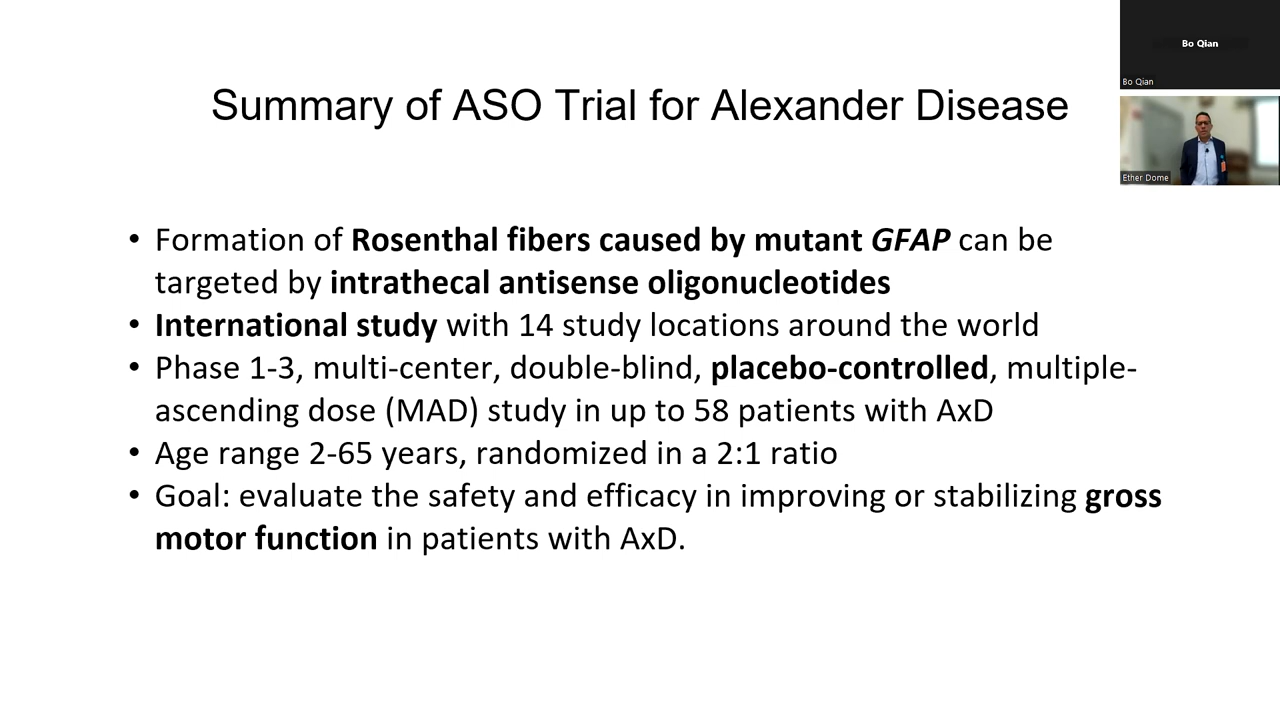 Bo Qian
Bo Qian
Ether Dome
Summary of ASO Trial for Alexander Disease
• Formation of Rosenthal fibers caused by mutant GFAP can be
targeted by intrathecal antisense oligonucleotides
• International study with 14 study locations around the world
• Phase 1-3, multi-center, double-blind, placebo-controlled, multiple-
ascending dose (MAD) study in up to 58 patients with AxD
• Age range 2-65 years, randomized in a 2:1 ratio
• Goal: evaluate the safety and efficacy in improving or stabilizing gross
motor function in patients with AxD.